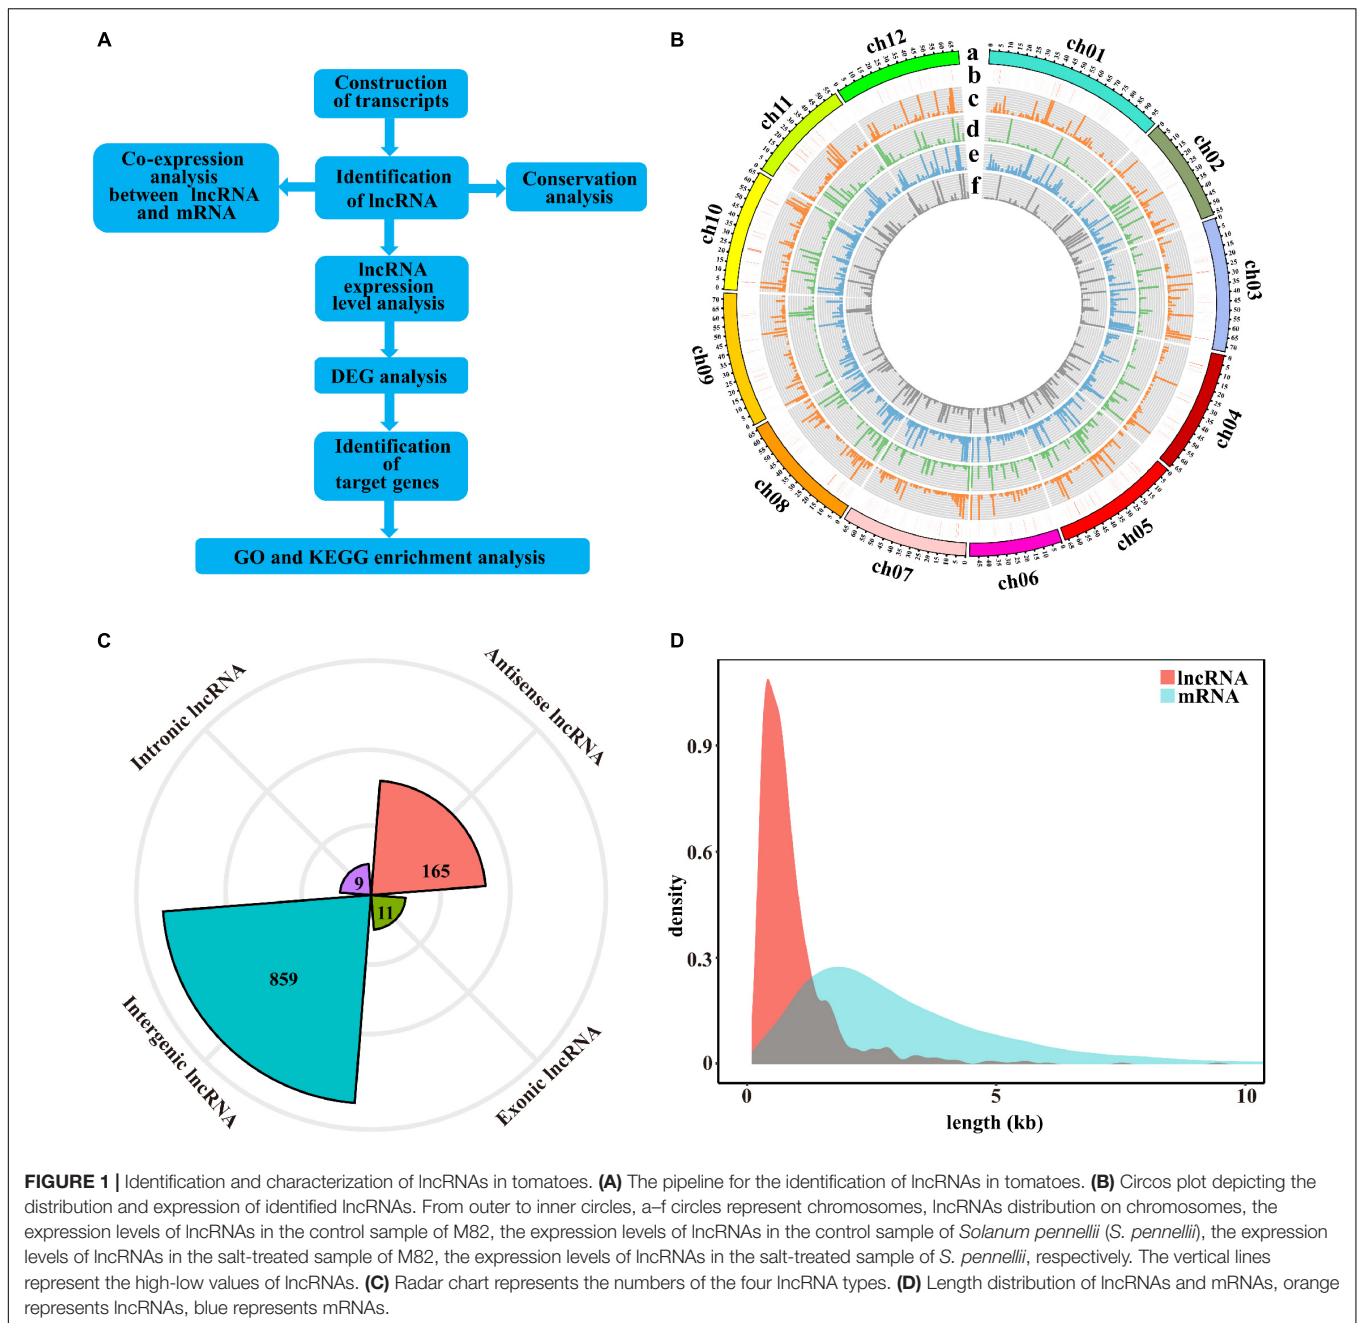 A
Construction
of transcripts
Co-expression
analysis
between lncRNA
and mRNA
Identification
of lncRNA
Conservation
analysis
lncRNA
expression
level analysis
DEG analysis
Identification
of
target genes
GO and KEGG enrichment analysis
B
a
b
c
d
e
f
ch01
ch02
ch03
ch04
ch05
ch06
ch07
ch08
ch09
ch10
ch11
ch12
C
Intronic lncRNA
Antisense lncRNA
9
165
11
859
Intergenic lncRNA
Exonic lncRNA
D
lncRNA
mRNA
density
0.9
0.6
0.3
0
0
5
10
length (kb)
FIGURE 1 | Identification and characterization of lncRNAs in tomatoes. (A) The pipeline for the identification of lncRNAs in tomatoes. (B) Circos plot depicting the
distribution and expression of identified lncRNAs. From outer to inner circles, a–f circles represent chromosomes, lncRNAs distribution on chromosomes, the
expression levels of lncRNAs in the control sample of M82, the expression levels of lncRNAs in the control sample of Solanum pennellii (S. pennellii), the expression
levels of lncRNAs in the salt-treated sample of M82, the expression levels of lncRNAs in the salt-treated sample of S. pennellii, respectively. The vertical lines
represent the high-low values of lncRNAs. (C) Radar chart represents the numbers of the four lncRNA types. (D) Length distribution of lncRNAs and mRNAs, orange
represents lncRNAs, blue represents mRNAs.